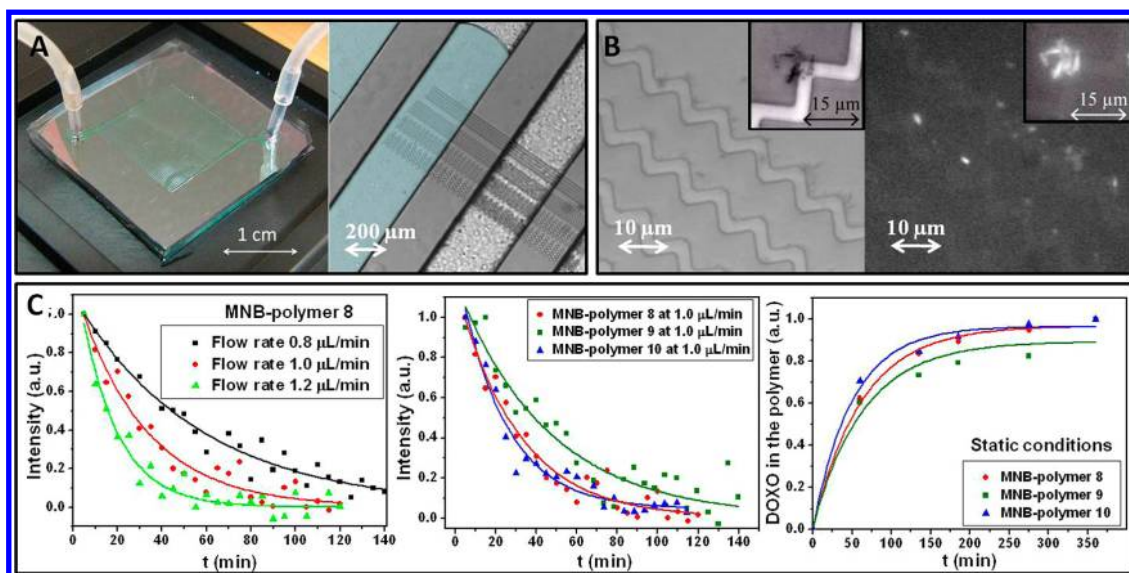 A
1 cm
200 µm
B
15 µm
10 µm
15 µm
10 µm
C
MNB-polymer 8
Flow rate 0.8 µL/min
Flow rate 1.0 µL/min
Flow rate 1.2 µL/min
Intensity (a.u.)
1.0
0.8
0.6
0.4
0.2
0.0
0 20 40 60 80 100 120 140
t (min)
MNB-polymer 8 at 1.0 µL/min
MNB-polymer 9 at 1.0 µL/min
MNB-polymer 10 at 1.0 µL/min
Intensity (a.u.)
1.0
0.8
0.6
0.4
0.2
0.0
0 20 40 60 80 100 120 140
t (min)
DOXO in the polymer (a.u.)
1.0
0.8
0.6
0.4
0.2
0.0
0 50 100 150 200 250 300 350
t (min)
Static conditions
MNB-polymer 8
MNB-polymer 9
MNB-polymer 10